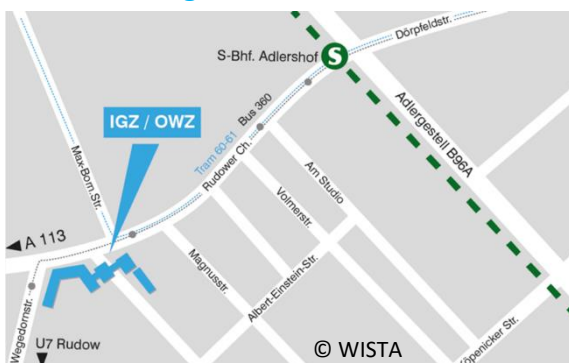 Dörpfeldstr.
S-Bhf. Adlershof
S
Bus 360
Tram 60-61
Rudower Ch.
Adlergestell B96A
IGZ / OWZ
Max-Born.Str.
Am Studio
Volmerstr.
A 113
Magnusstr.
Albert-Einstein-Str.
Wegedornstr.
U7 Rudow
© WISTA
Köpenicker Str.